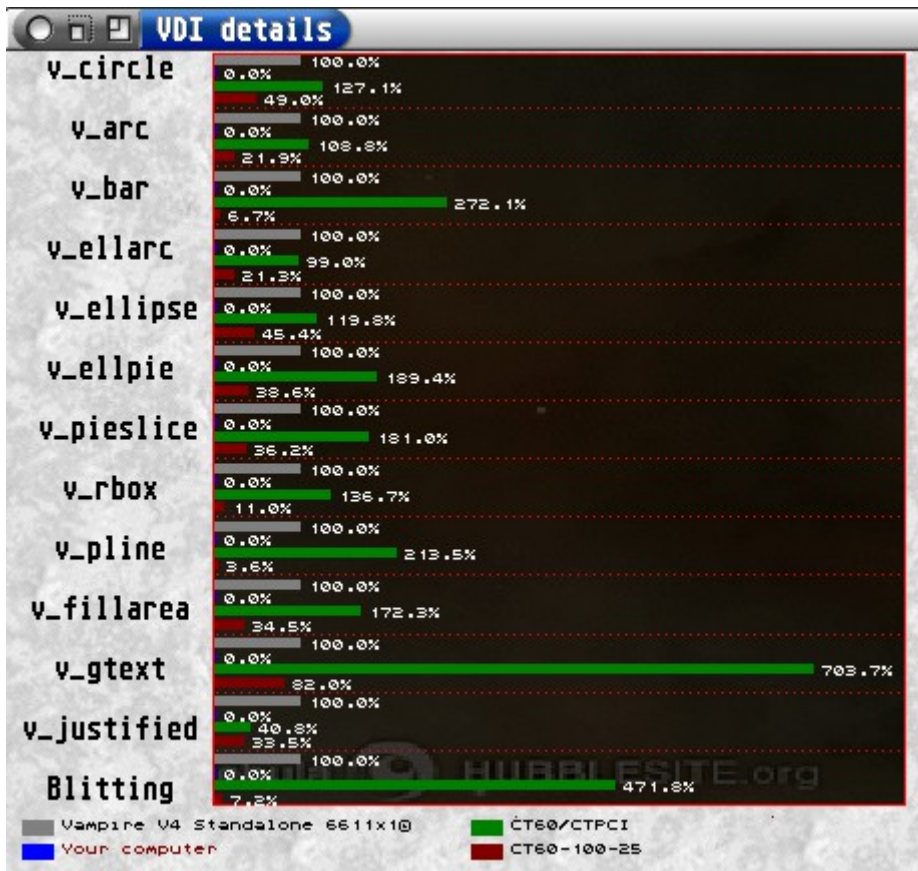 VDI details
v_circle
100.0%
0.0%
127.1%
49.0%
v_arc
100.0%
0.0%
108.8%
21.9%
v_bar
100.0%
0.0%
272.1%
6.7%
v_ellarc
100.0%
0.0%
99.0%
21.3%
v_ellipse
100.0%
0.0%
119.8%
45.4%
v_ellpie
100.0%
0.0%
189.4%
38.6%
v_pieslice
100.0%
0.0%
181.0%
36.2%
v_rbox
100.0%
0.0%
136.7%
11.0%
v_pline
100.0%
0.0%
213.5%
3.6%
v_fillarea
100.0%
0.0%
172.3%
34.5%
v_gtext
100.0%
0.0%
703.7%
82.0%
v_justified
100.0%
0.0%
40.8%
33.5%
Blitting
100.0%
0.0%
471.8%
7.2%
HUBBLESITE.org
Vampire V4 Standalone 6611x1@
CT60/CTPCI
Your computer
CT60-100-25